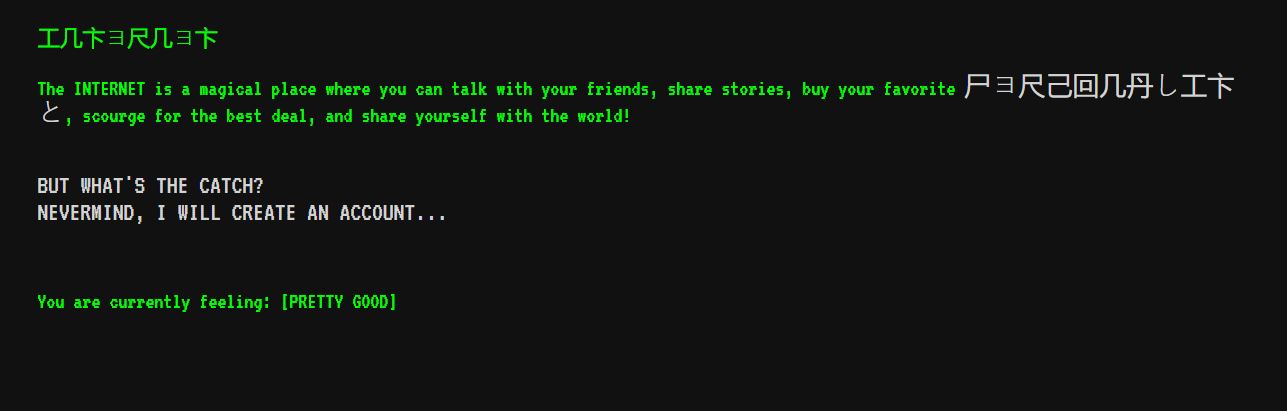 工几卞ヨ尺几ヨ卞
The INTERNET is a magical place where you can talk with your friends, share stories, buy your favorite 尸ヨ尺己回几丹し工卞
と, scourge for the best deal, and share yourself with the world!
BUT WHAT'S THE CATCH?
NEVERMIND, I WILL CREATE AN ACCOUNT...
You are currently feeling: [PRETTY GOOD]